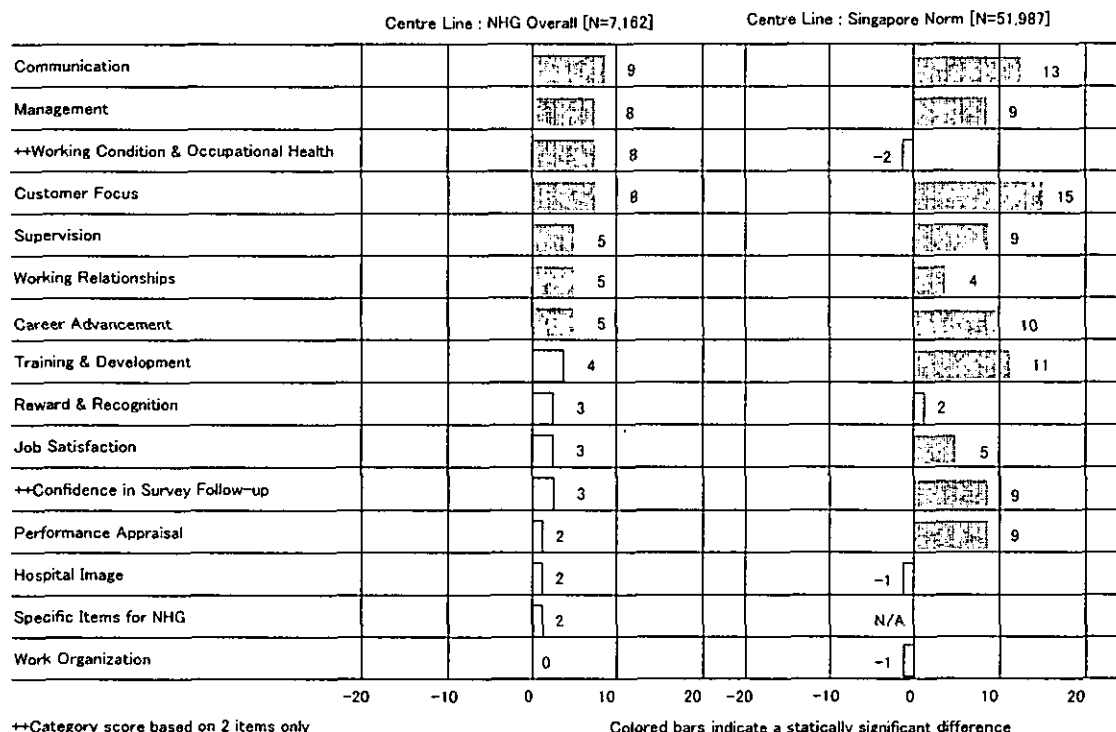 Centre Line : NHG Overall [N=7,162] Centre Line : Singapore Norm [N=51,987]
Communication 9 13
Management 8 9
++Working Condition & Occupational Health 8 -2
Customer Focus 8 15
Supervision 5 9
Working Relationships 5 4
Career Advancement 5 10
Training & Development 4 11
Reward & Recognition 3 2
Job Satisfaction 3 5
++Confidence in Survey Follow-up 3 9
Performance Appraisal 2 9
Hospital Image 2 -1
Specific Items for NHG 2 N/A
Work Organization 0 -1
-20 -10 0 10 20 -20 -10 0 10 20
++Category score based on 2 items only Colored bars indicate a statically significant difference